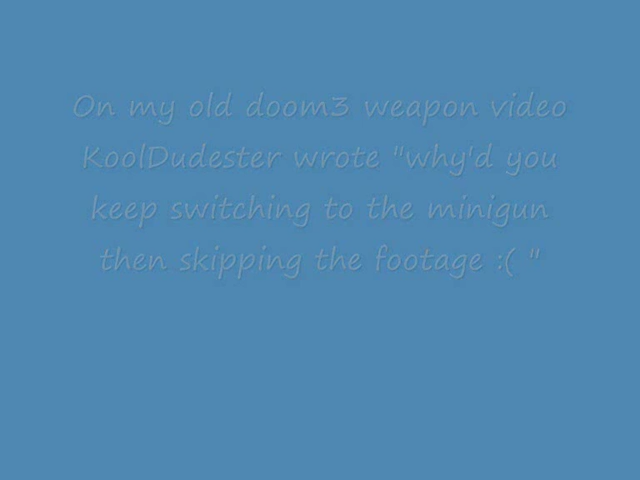 On my old doom3 weapon video
KoolDudester wrote "why'd you
keep switching to the minigun
then skipping the footage :( "